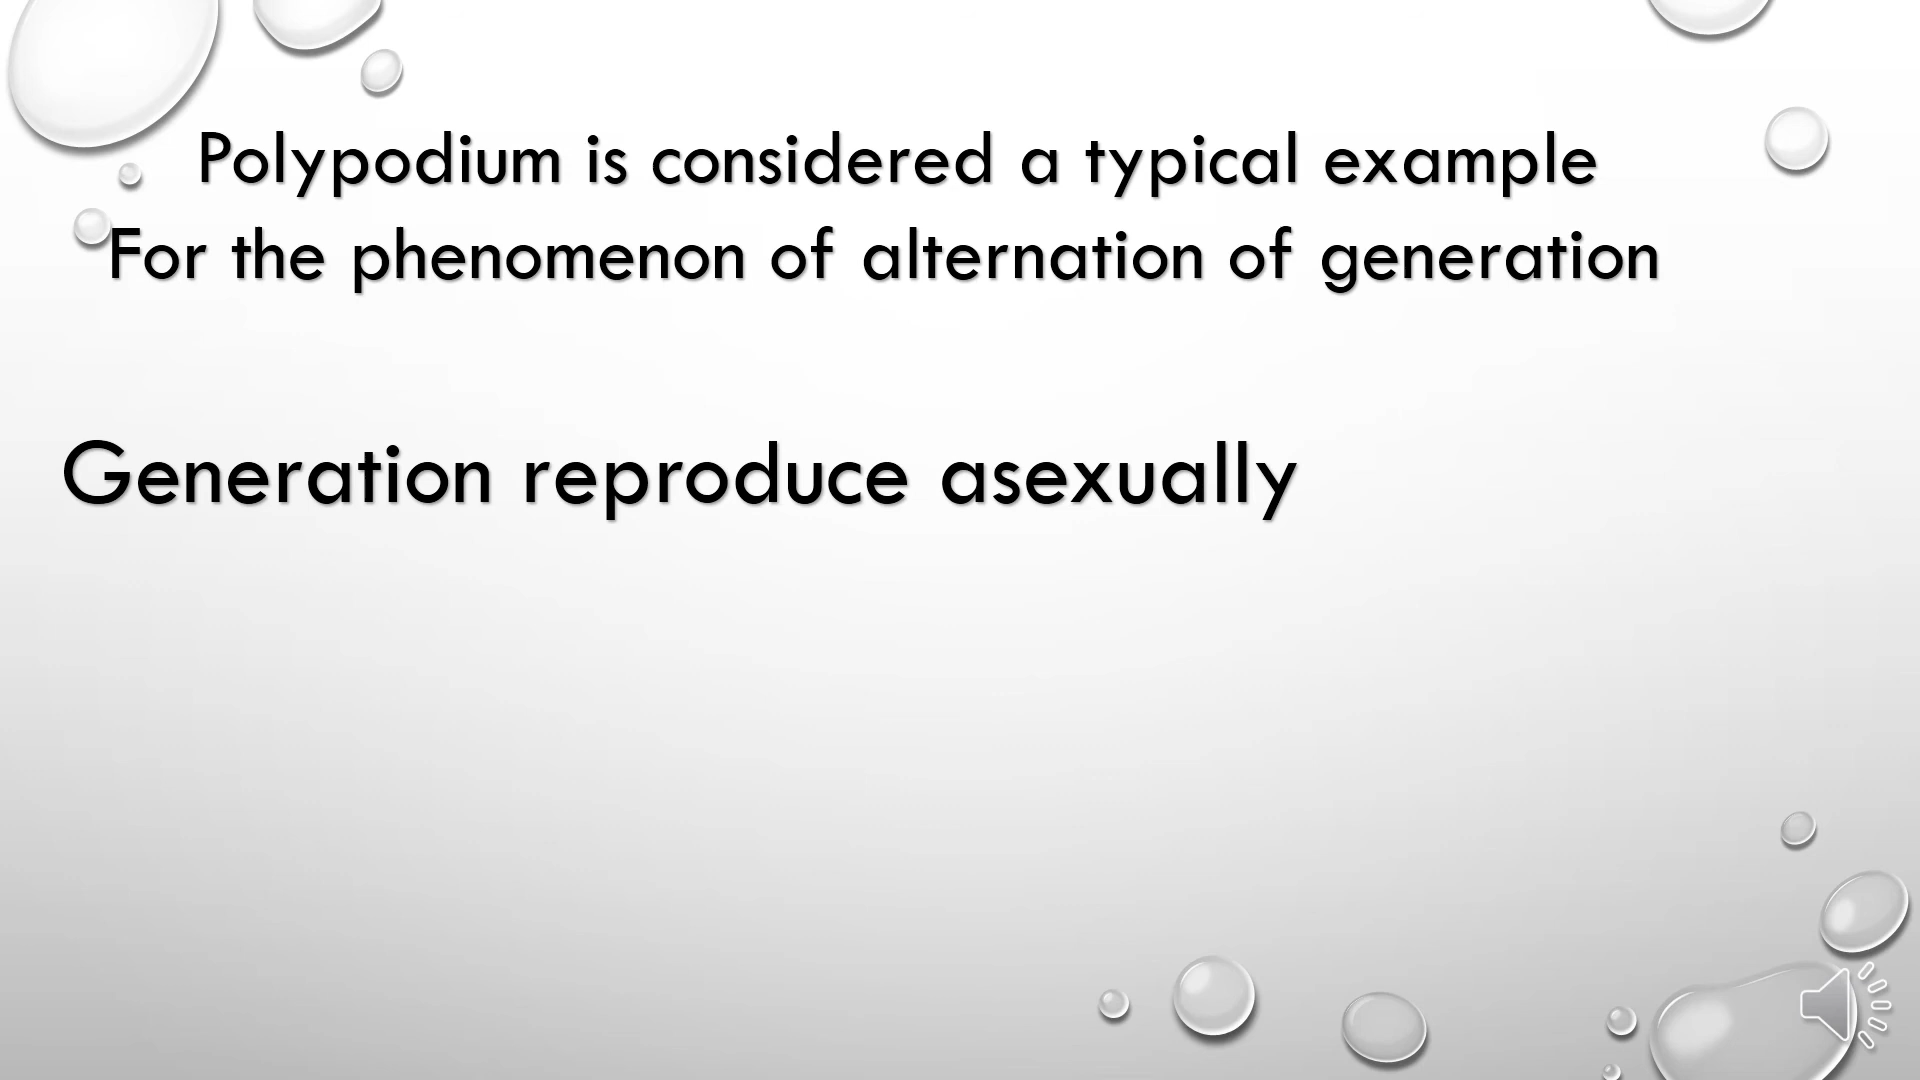 Polypodium is considered a typical example
For the phenomenon of alternation of generation
Generation reproduce asexually